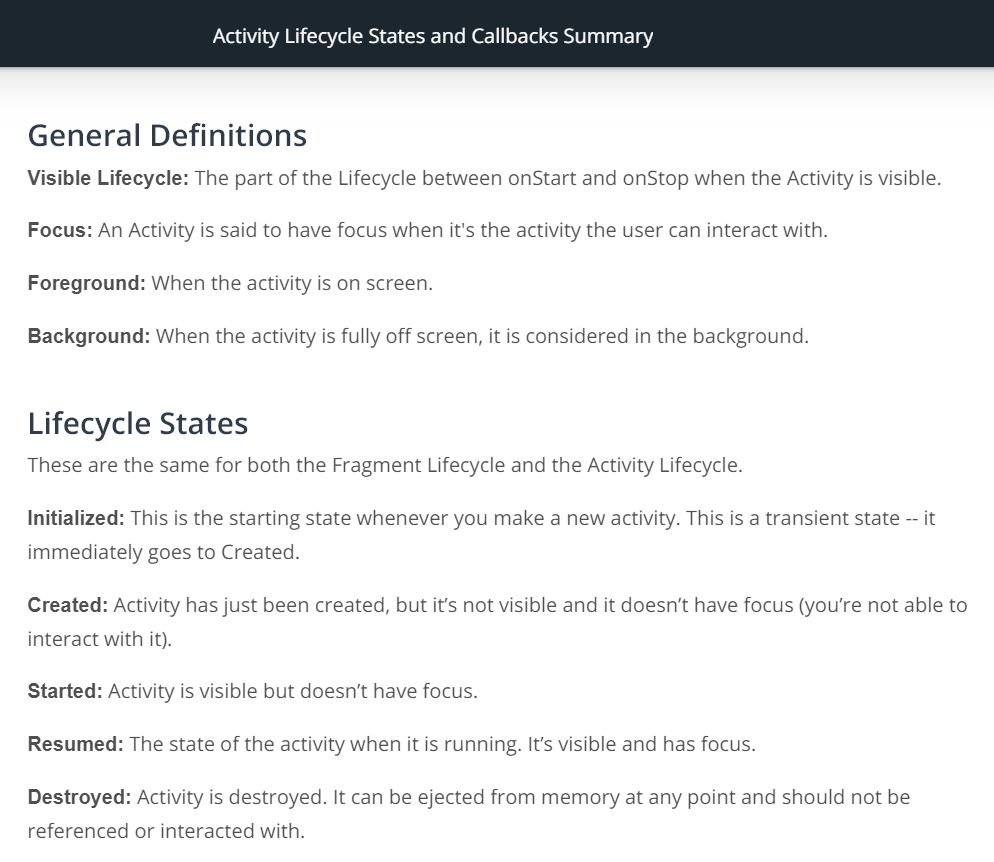 Activity Lifecycle States and Callbacks Summary
General Definitions
Visible Lifecycle: The part of the Lifecycle between onStart and onStop when the Activity is visible.
Focus: An Activity is said to have focus when it's the activity the user can interact with.
Foreground: When the activity is on screen.
Background: When the activity is fully off screen, it is considered in the background.
Lifecycle States
These are the same for both the Fragment Lifecycle and the Activity Lifecycle.
Initialized: This is the starting state whenever you make a new activity. This is a transient state -- it
immediately goes to Created.
Created: Activity has just been created, but it’s not visible and it doesn’t have focus (you’re not able to
interact with it).
Started: Activity is visible but doesn’t have focus.
Resumed: The state of the activity when it is running. It’s visible and has focus.
Destroyed: Activity is destroyed. It can be ejected from memory at any point and should not be
referenced or interacted with.